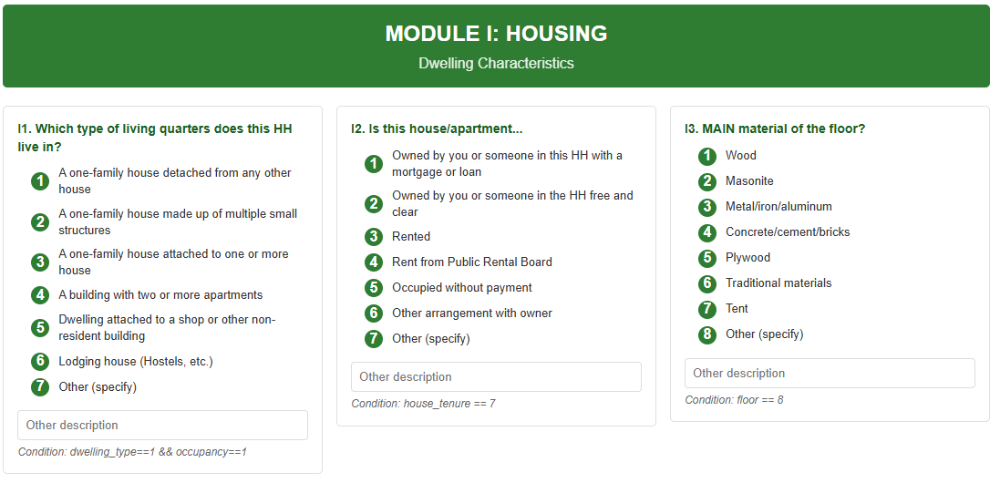 MODULE I: HOUSING
Dwelling Characteristics
I1. Which type of living quarters does this HH
live in?
1 A one-family house detached from any other
house
2 A one-family house made up of multiple small
structures
3 A one-family house attached to one or more
house
4 A building with two or more apartments
5 Dwelling attached to a shop or other non-
resident building
6 Lodging house (Hostels, etc.)
7 Other (specify)
Other description
Condition: dwelling_type==1 && occupancy==1
I2. Is this house/apartment...
1 Owned by you or someone in this HH with a
mortgage or loan
2 Owned by you or someone in the HH free and
clear
3 Rented
4 Rent from Public Rental Board
5 Occupied without payment
6 Other arrangement with owner
7 Other (specify)
Other description
Condition: house_tenure == 7
I3. MAIN material of the floor?
1 Wood
2 Masonite
3 Metal/iron/aluminum
4 Concrete/cement/bricks
5 Plywood
6 Traditional materials
7 Tent
8 Other (specify)
Other description
Condition: floor == 8